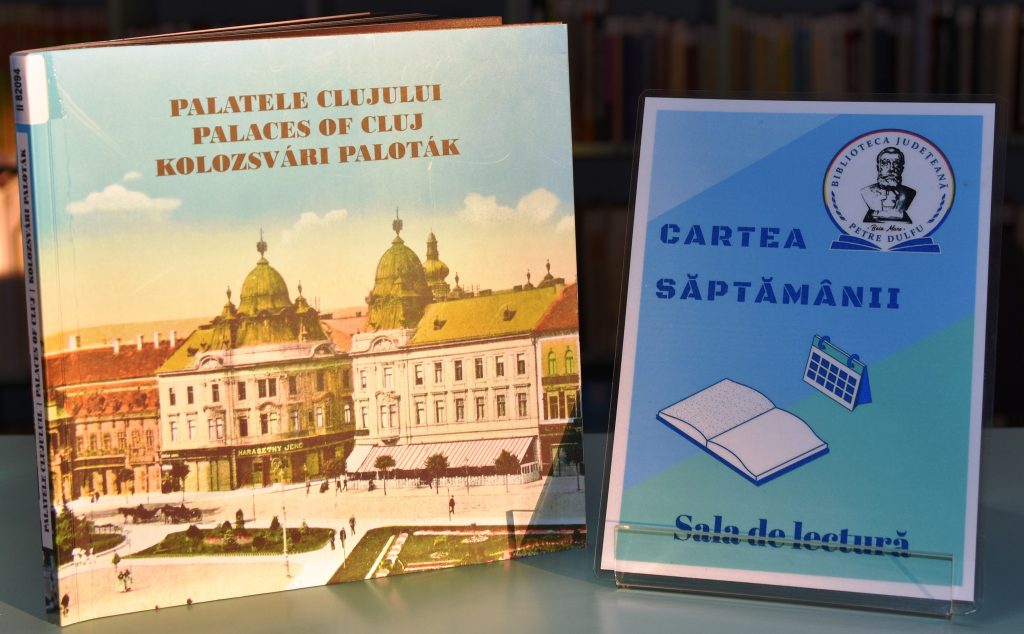 PALATELE CLUJULUI
PALACES OF CLUJ
KOLOZSVÁRI PALOTÁK
II 82094
PALATELE CLUJULUI | PALACES OF CLUJ | KOLOZSVÁRI PALOTÁK
HARAGZTHY JENŐ
BIBLIOTECA JUDEȚEANĂ
Baia Mare
PETRE DULFU
CARTEA
SĂPTĂMÂNII
Sala de lectură